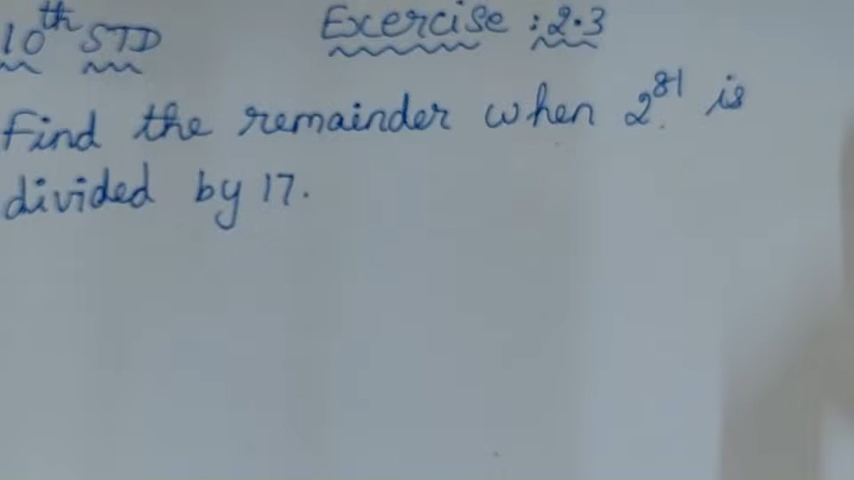 10th STD Exercise : 2.3
Find the remainder when 2^81 is
divided by 17.